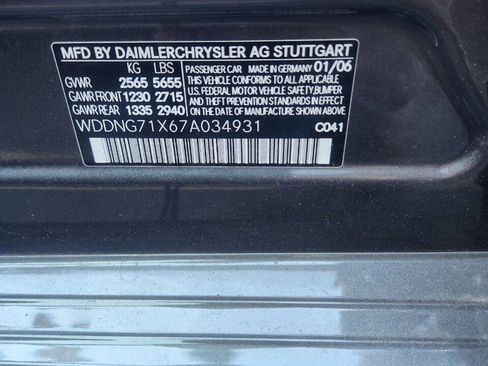 MFD BY DAIMLERCHRYSLER AG STUTTGART
KG LBS PASSENGER CAR MADE IN GERMANY 01/06
GVWR 2565 5655 THIS VEHICLE CONFORMS TO ALL APPLICABLE
GAWR FRONT 1230 2715 U.S. FEDERAL MOTOR VEHICLE SAFETY, BUMPER
GAWR REAR 1335 2940 AND THEFT PREVENTION STANDARDS IN EFFECT ON THE DATE OF MANUFACTURE SHOWN ABOVE
WDDNG71X67A034931 C041